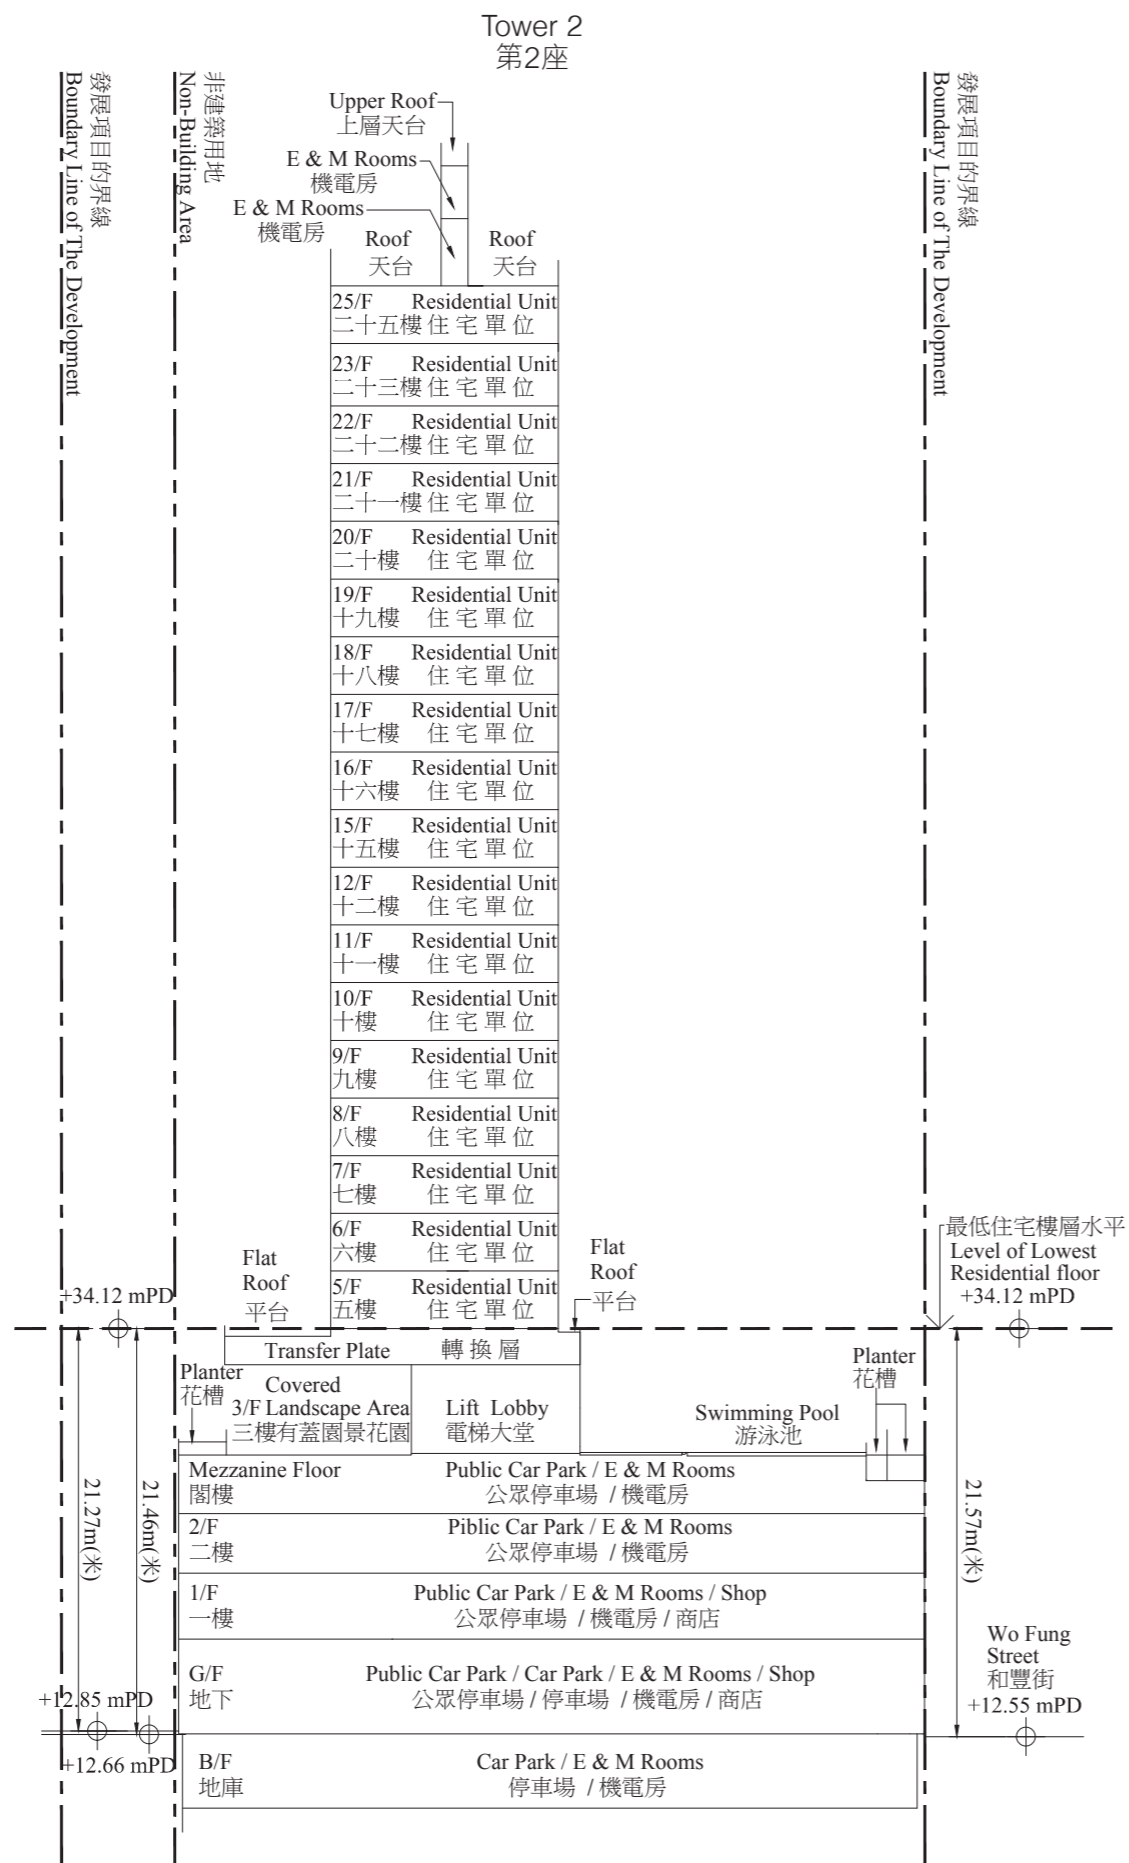 Tower 2
第2座
發展項目的界線
Boundary Line of The Development
非建築用地
Non-Building Area
發展項目的界線
Boundary Line of The Development
Upper Roof
上層天台
E & M Rooms
機電房
E & M Rooms
機電房
Roof
天台
Roof
天台
25/F Residential Unit
二十五樓 住宅單位
23/F Residential Unit
二十三樓 住宅單位
22/F Residential Unit
二十二樓 住宅單位
21/F Residential Unit
二十一樓 住宅單位
20/F Residential Unit
二十樓 住宅單位
19/F Residential Unit
十九樓 住宅單位
18/F Residential Unit
十八樓 住宅單位
17/F Residential Unit
十七樓 住宅單位
16/F Residential Unit
十六樓 住宅單位
15/F Residential Unit
十五樓 住宅單位
12/F Residential Unit
十二樓 住宅單位
11/F Residential Unit
十一樓 住宅單位
10/F Residential Unit
十樓 住宅單位
9/F Residential Unit
九樓 住宅單位
8/F Residential Unit
八樓 住宅單位
7/F Residential Unit
七樓 住宅單位
6/F Residential Unit
六樓 住宅單位
5/F Residential Unit
五樓 住宅單位
Flat
Roof
平台
Flat
Roof
平台
最低住宅樓層水平
Level of Lowest
Residential floor
+34.12 mPD
+34.12 mPD
Transfer Plate 轉換層
Planter
花槽
Covered
3/F Landscape Area
三樓有蓋園景花園
Lift Lobby
電梯大堂
Swimming Pool
游泳池
Planter
花槽
Mezzanine Floor Public Car Park / E & M Rooms
閣樓 公眾停車場 / 機電房
2/F Piblic Car Park / E & M Rooms
二樓 公眾停車場 / 機電房
1/F Public Car Park / E & M Rooms / Shop
一樓 公眾停車場 / 機電房 / 商店
G/F Public Car Park / Car Park / E & M Rooms / Shop
地下 公眾停車場 / 停車場 / 機電房 / 商店
B/F Car Park / E & M Rooms
地庫 停車場 / 機電房
21.27m(米)
21.46m(米)
21.57m(米)
+12.85 mPD
+12.66 mPD
Wo Fung
Street
和豐街
+12.55 mPD